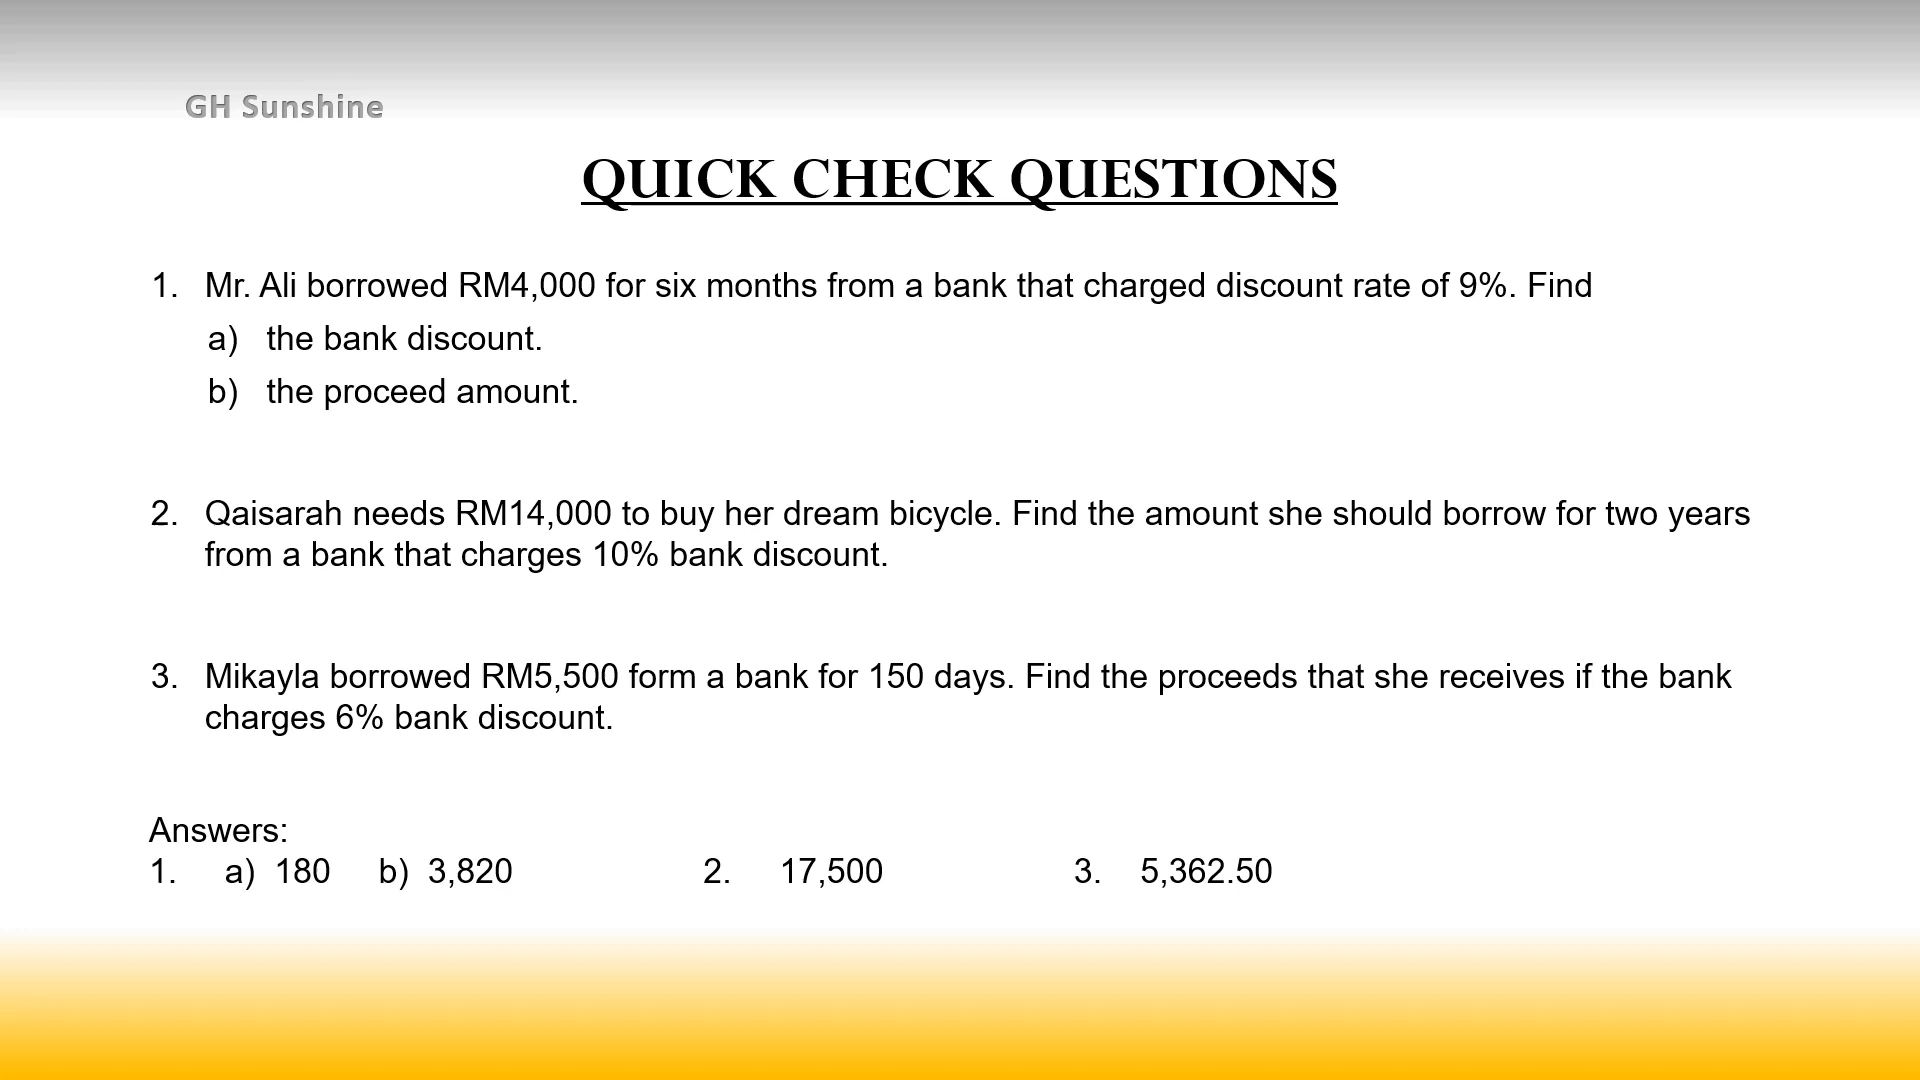 GH Sunshine
QUICK CHECK QUESTIONS
1. Mr. Ali borrowed RM4,000 for six months from a bank that charged discount rate of 9%. Find
a) the bank discount.
b) the proceed amount.
2. Qaisarah needs RM14,000 to buy her dream bicycle. Find the amount she should borrow for two years
from a bank that charges 10% bank discount.
3. Mikayla borrowed RM5,500 form a bank for 150 days. Find the proceeds that she receives if the bank
charges 6% bank discount.
Answers:
1. a) 180 b) 3,820 2. 17,500 3. 5,362.50